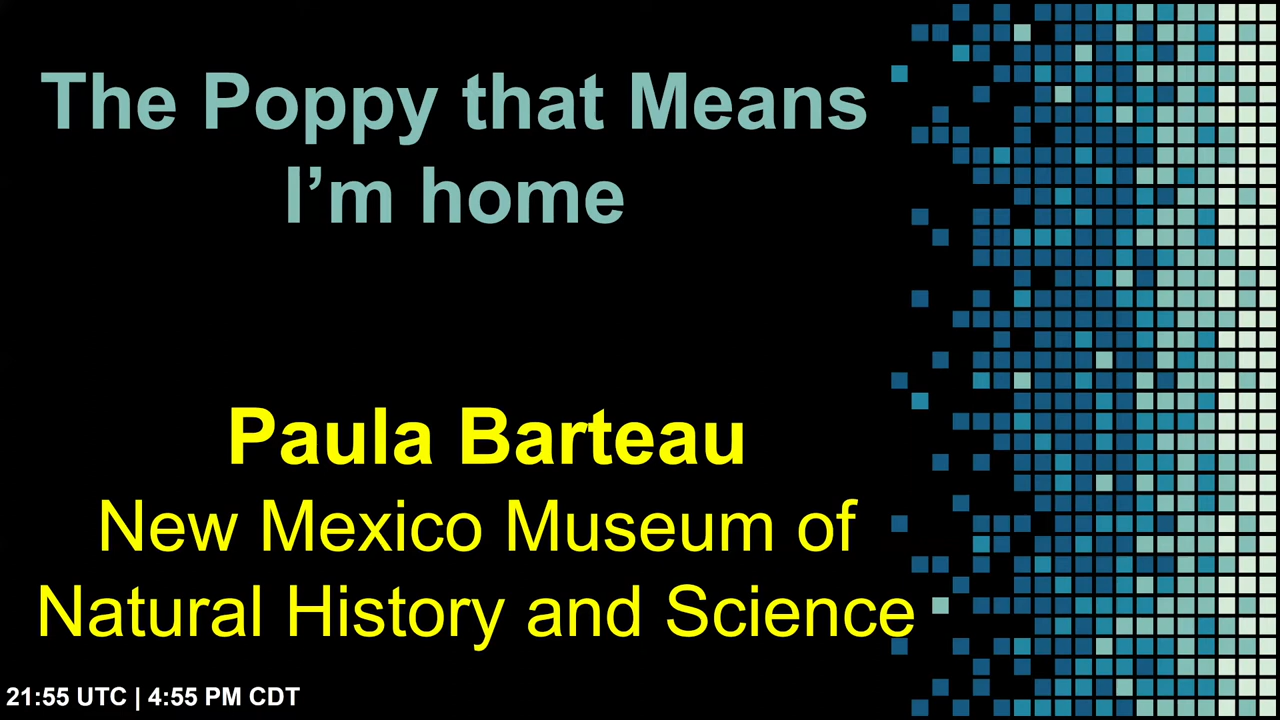 The Poppy that Means
I’m home
Paula Barteau
New Mexico Museum of
Natural History and Science
21:55 UTC | 4:55 PM CDT